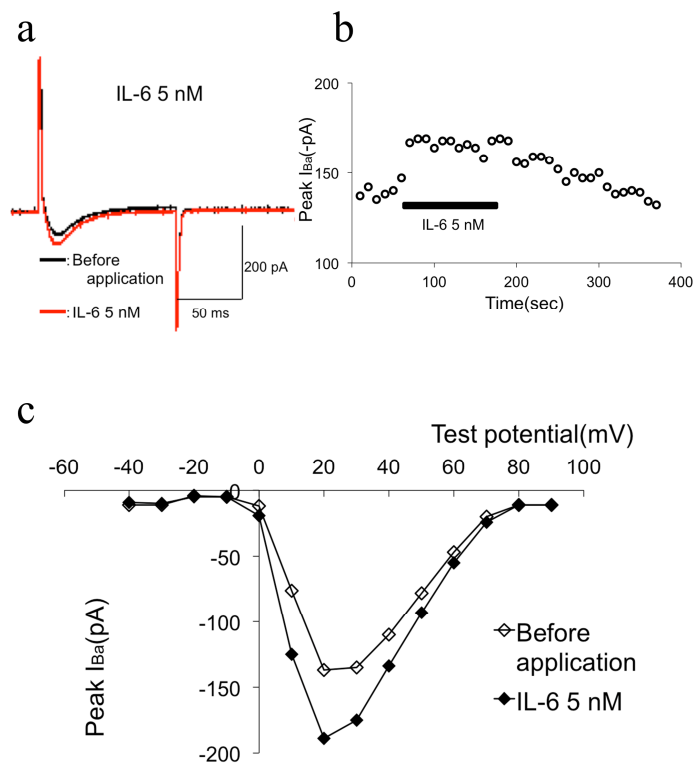 a
IL-6 5 nM
: Before
application
: IL-6 5 nM
200 pA
50 ms
b
200
150
100
Peak IBa(-pA)
IL-6 5 nM
0 100 200 300 400
Time(sec)
c
Test potential(mV)
-60 -40 -20 0 20 40 60 80 100
0
-50
-100
-150
-200
Peak IBa(pA)
Before
application
IL-6 5 nM